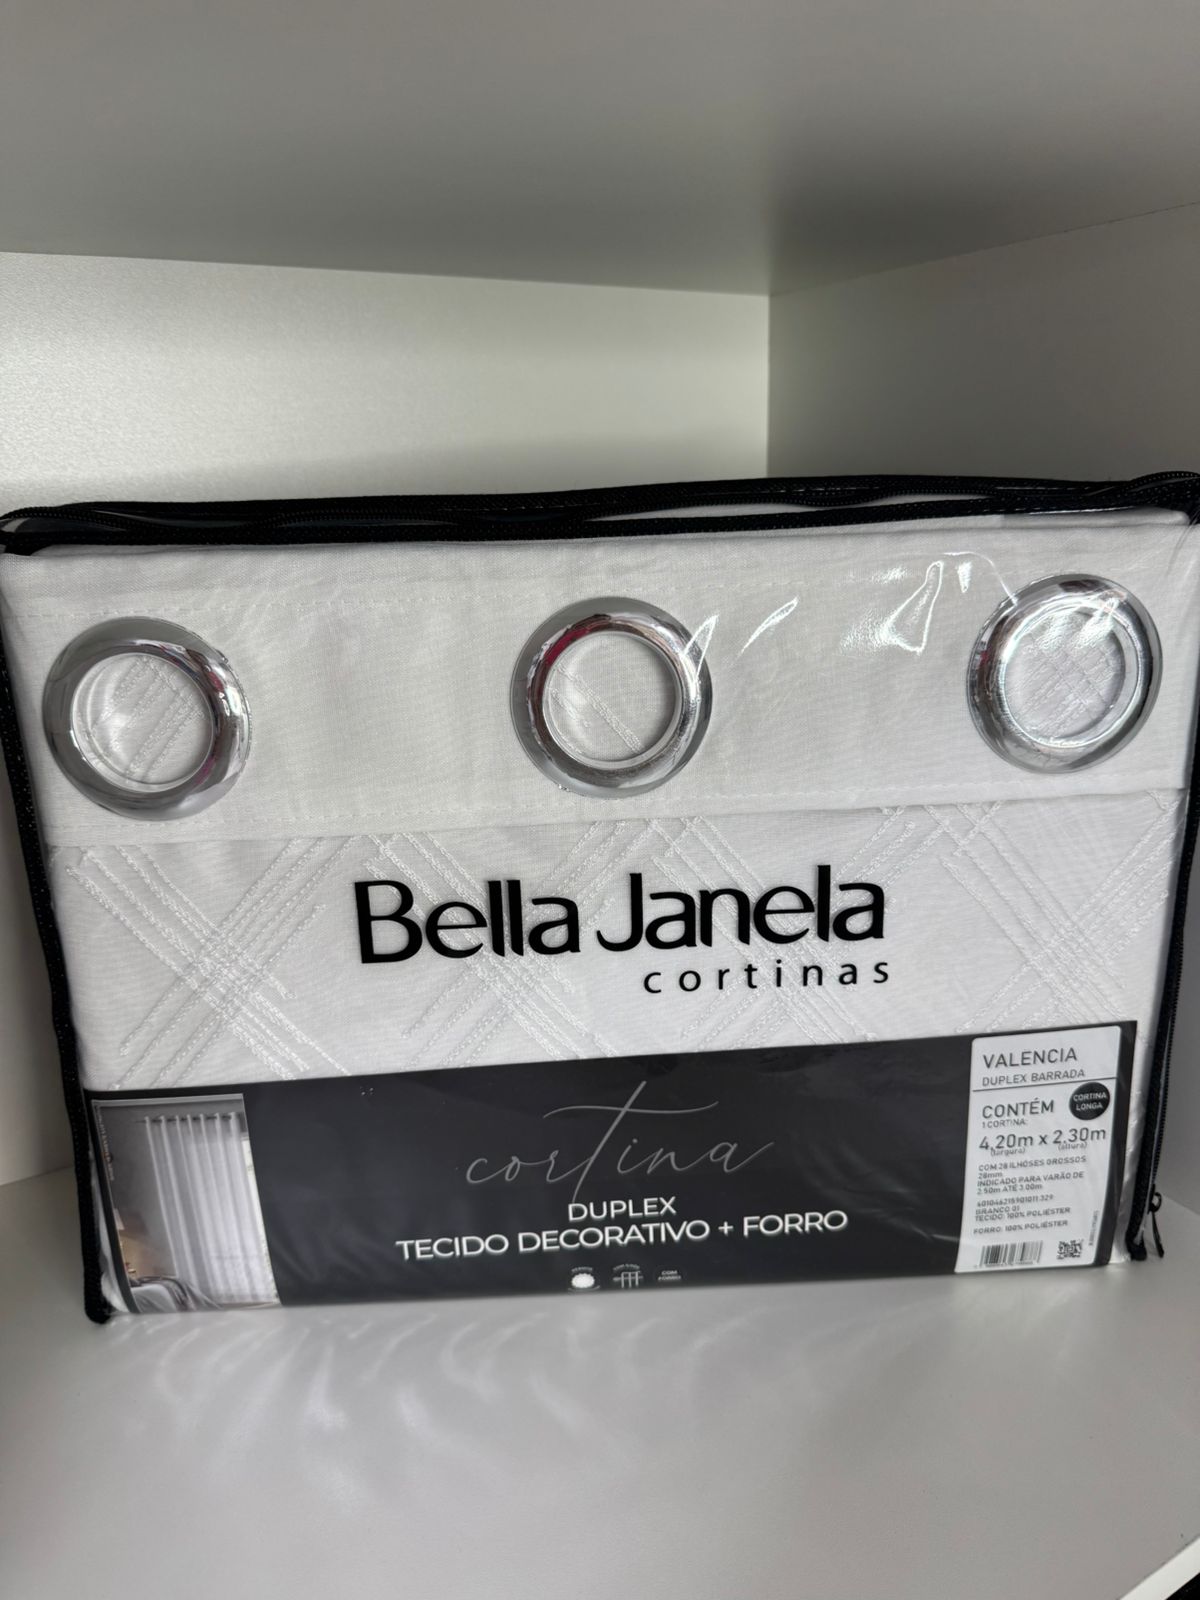 Bella Janela
cortinas
cortina
DUPLEX
TECIDO DECORATIVO + FORRO
COM
FORRO
VALENCIA
DUPLEX BARRADA
CORTINA
LONGA
CONTÉM
1 CORTINA:
4,20m x 2,30m
(largura) (altura)
COM 28 ILHÓSES GROSSOS
28mm
INDICADO PARA VARÃO DE
2.50m ATÉ 3.00m
BRANCO 01
TECIDO: 100% POLIÉSTER
FORRO: 100% POLIÉSTER